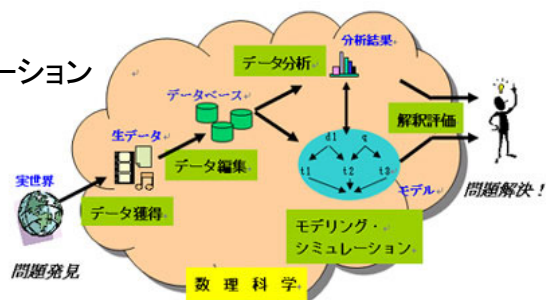 ーション
分析結果
データ分析
データベース
解釈評価
生データ
d1 q
データ編集
t1 t2 t3
実世界
モデル
問題解決！
データ獲得
モデリング・
シミュレーション
問題発見
数理科学